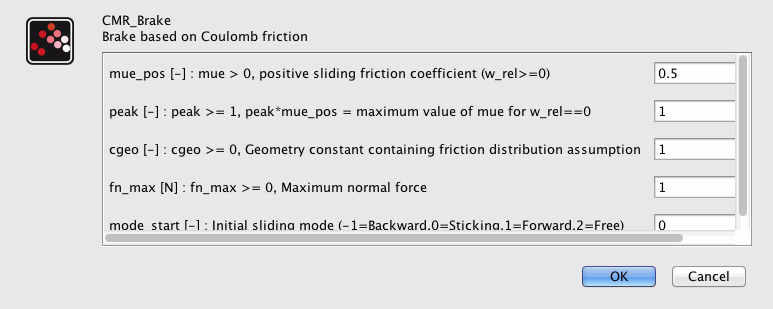 CMR_Brake
Brake based on Coulomb friction
mue_pos [-] : mue > 0, positive sliding friction coefficient (w_rel>=0) 0.5
peak [-] : peak >= 1, peak*mue_pos = maximum value of mue for w_rel==0 1
cgeo [-] : cgeo >= 0, Geometry constant containing friction distribution assumption 1
fn_max [N] : fn_max >= 0, Maximum normal force 1
mode_start [-] : Initial sliding mode (-1=Backward,0=Sticking,1=Forward,2=Free) 0
OK Cancel